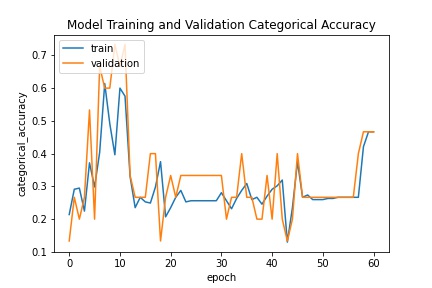 Model Training and Validation Categorical Accuracy
train
validation
0.7
0.6
0.5
0.4
0.3
0.2
0.1
categorical_accuracy
0 10 20 30 40 50 60
epoch